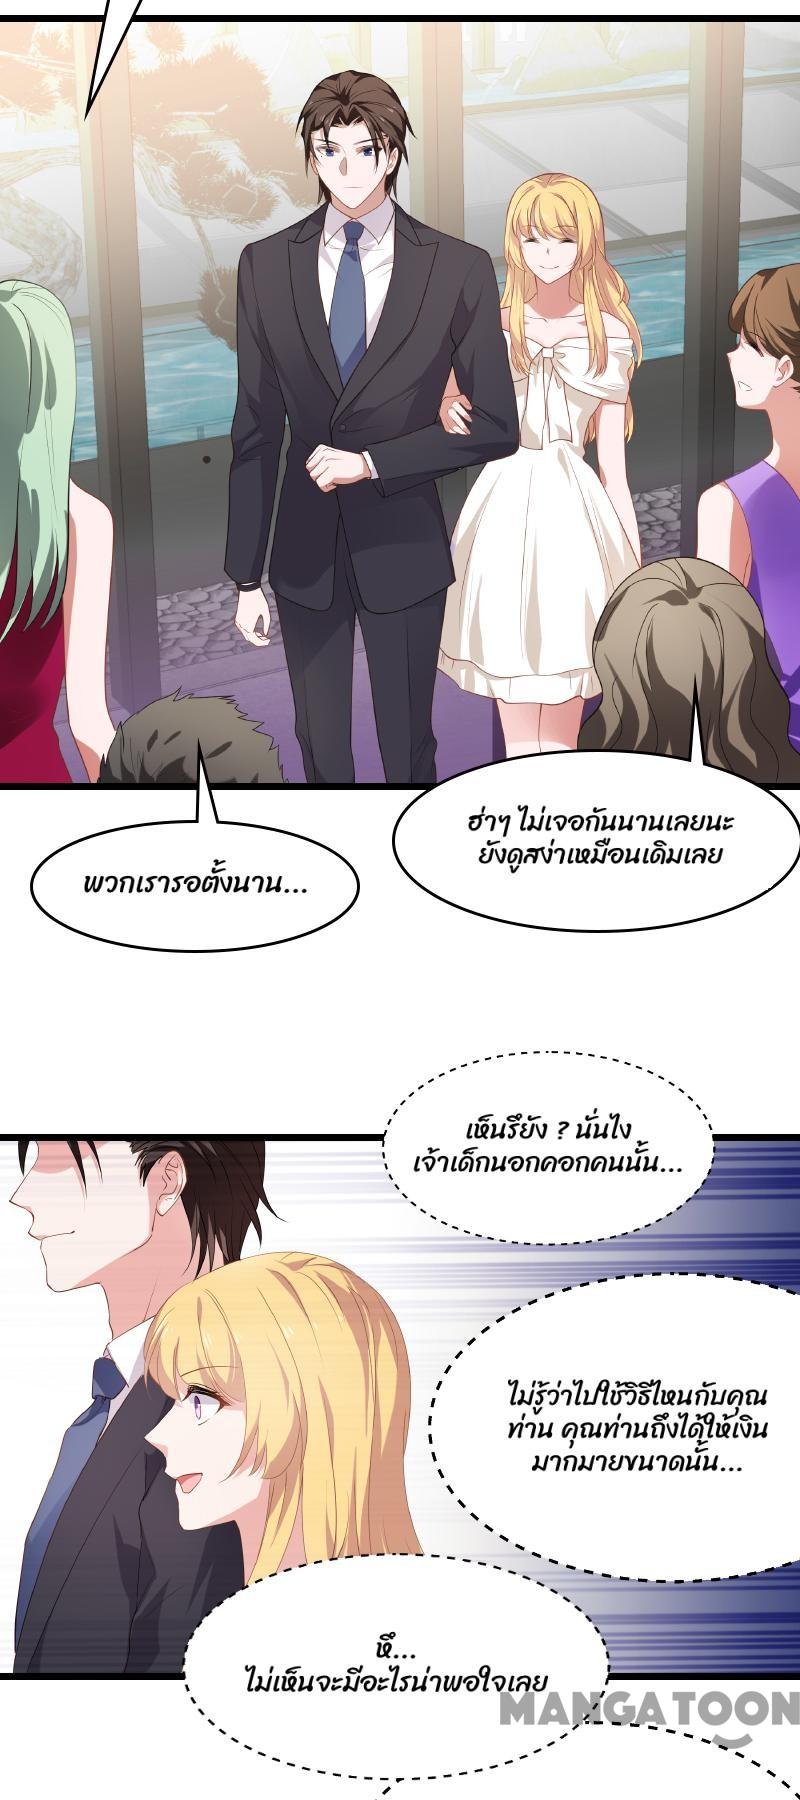 ฮ่าๆ ไม่เจอกันนานเลยนะ
ยังดูสง่าเหมือนเดิมเลย
พวกเรารอตั้งนาน...
เห็นรึยัง ? นั่นไง
เจ้าเด็กนอกคอกคนนั้น...
ไม่รู้ว่าไปใช้วิธีไหนกับคุณ
ท่าน คุณท่านถึงได้ให้เงิน
มากมายขนาดนั้น...
หึ...
ไม่เห็นจะมีอะไรน่าพอใจเลย
MANGATOON